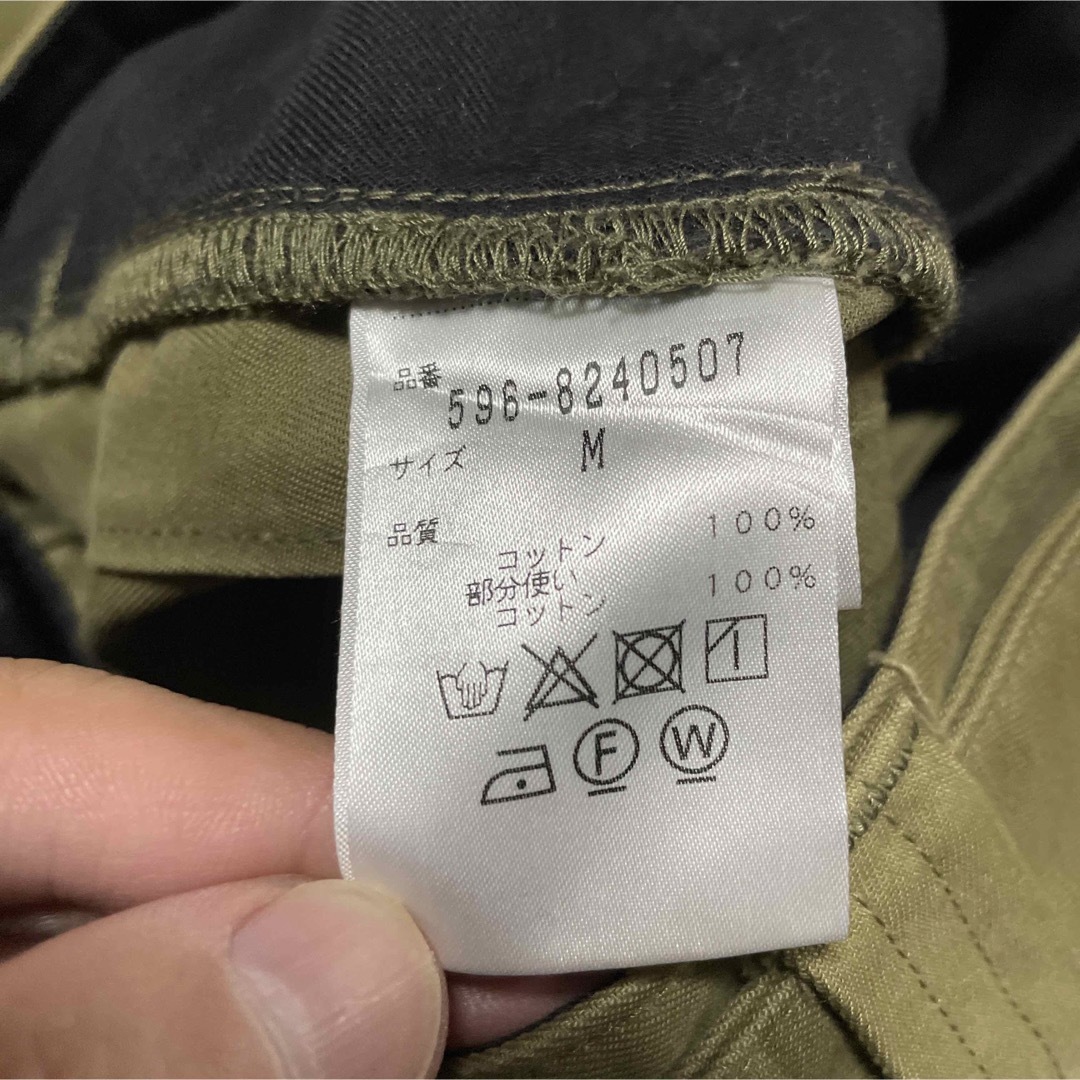 品番 596-8240507
サイズ M
品質
コットン 100%
部分使い
コットン 100%
F W